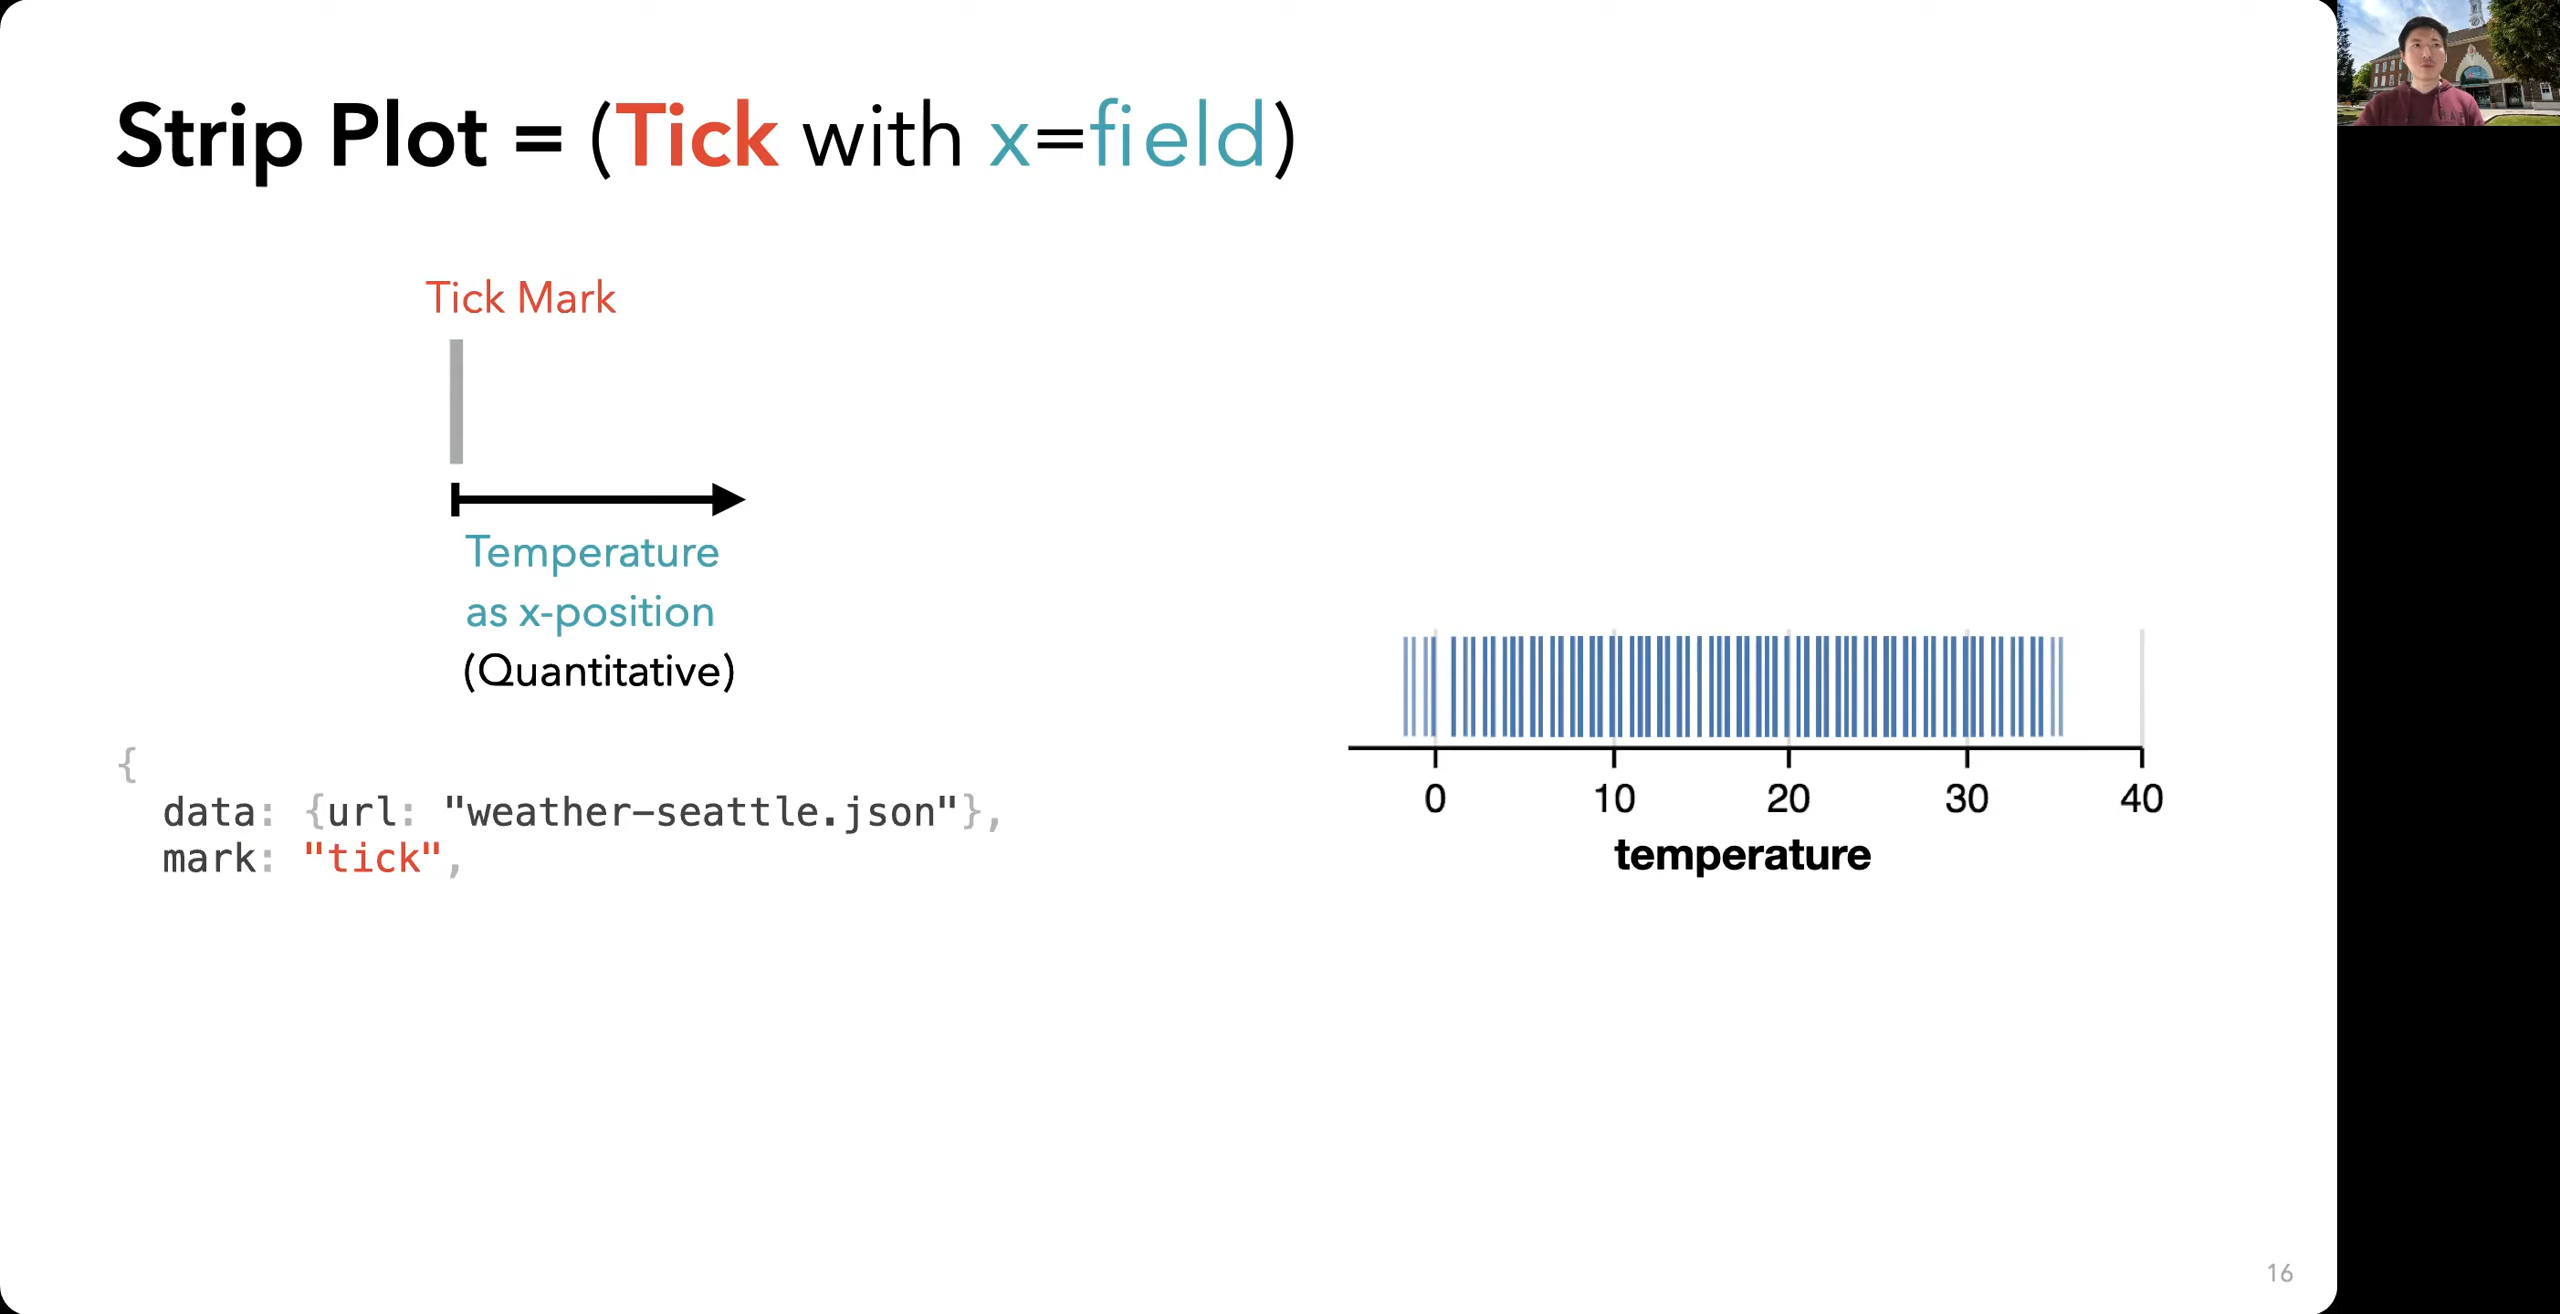 Strip Plot = (Tick with x=field)
Tick Mark
Temperature
as x-position
(Quantitative)
{
data: {url: "weather-seattle.json"},
mark: "tick",
0 10 20 30 40
temperature
16